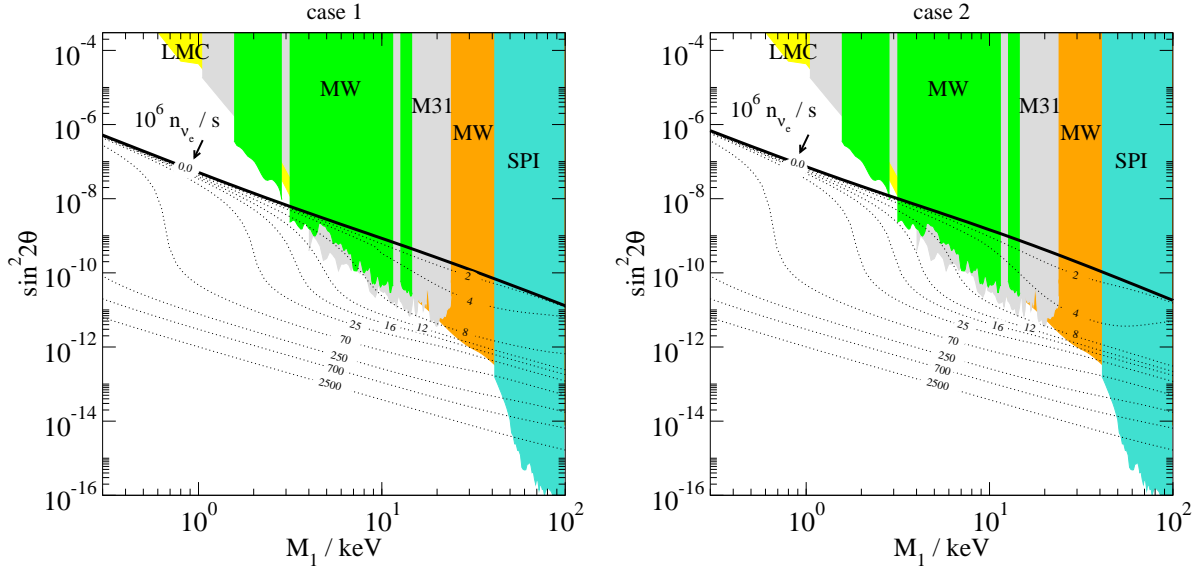 case 1
10^-4
10^-6
10^-8
10^-10
10^-12
10^-14
10^-16
sin^2 2θ
LMC
MW
M31
MW
SPI
10^6 n_νe / s
0.0
2
4
8
12
16
25
70
250
700
2500
10^0
10^1
10^2
M_1 / keV
case 2
10^-4
10^-6
10^-8
10^-10
10^-12
10^-14
10^-16
sin^2 2θ
LMC
MW
M31
MW
SPI
10^6 n_νe / s
0.0
2
4
8
12
16
25
70
250
700
2500
10^0
10^1
10^2
M_1 / keV